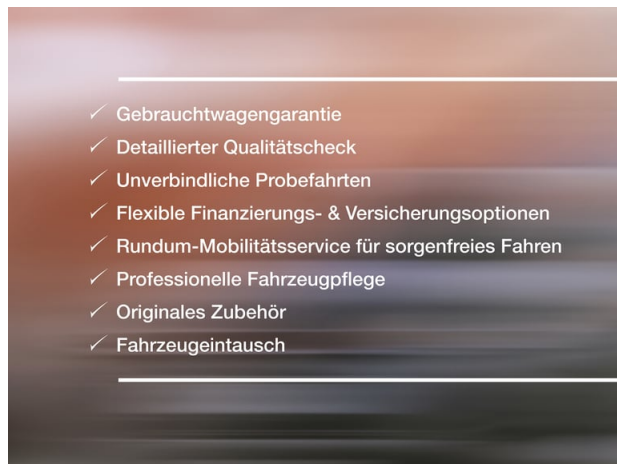 Gebrauchtwagengarantie
Detaillierter Qualitätscheck
Unverbindliche Probefahrten
Flexible Finanzierungs- & Versicherungsoptionen
Rundum-Mobilitätsservice für sorgenfreies Fahren
Professionelle Fahrzeugpflege
Originales Zubehör
Fahrzeugeintausch